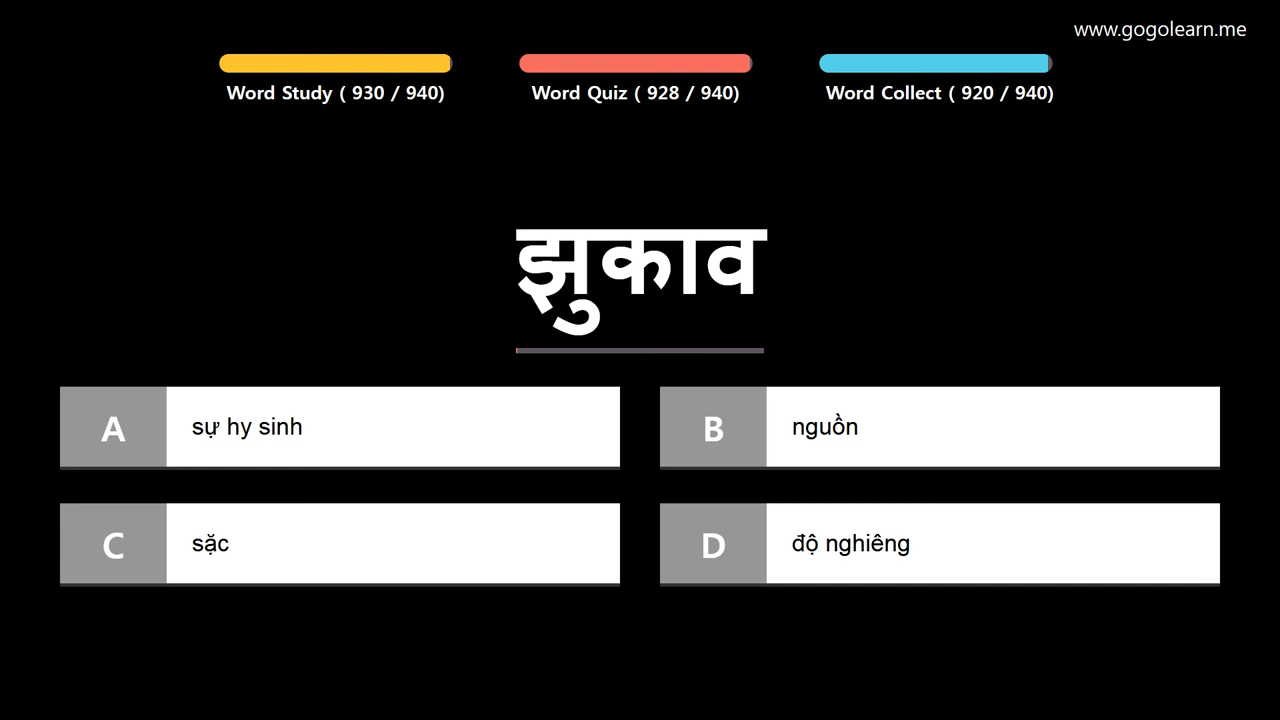 www.gogolearn.me
Word Study ( 930 / 940)
Word Quiz ( 928 / 940)
Word Collect ( 920 / 940)
झुकाव
A
sự hy sinh
B
nguồn
C
sặc
D
độ nghiêng